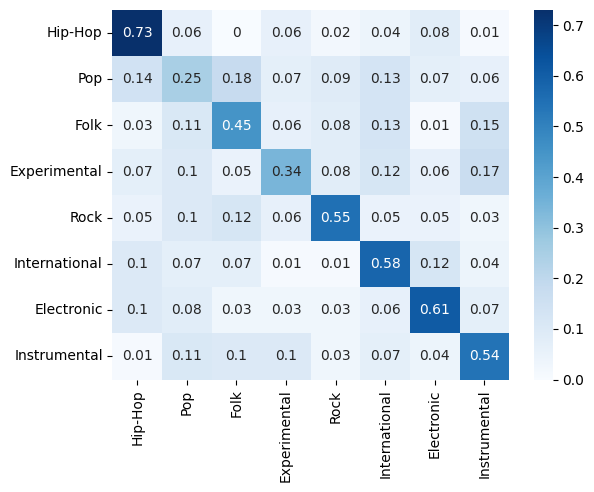 Hip-Hop 0.73 0.06 0 0.06 0.02 0.04 0.08 0.01
Pop 0.14 0.25 0.18 0.07 0.09 0.13 0.07 0.06
Folk 0.03 0.11 0.45 0.06 0.08 0.13 0.01 0.15
Experimental 0.07 0.1 0.05 0.34 0.08 0.12 0.06 0.17
Rock 0.05 0.1 0.12 0.06 0.55 0.05 0.05 0.03
International 0.1 0.07 0.07 0.01 0.01 0.58 0.12 0.04
Electronic 0.1 0.08 0.03 0.03 0.03 0.06 0.61 0.07
Instrumental 0.01 0.11 0.1 0.1 0.03 0.07 0.04 0.54
Hip-Hop
Pop
Folk
Experimental
Rock
International
Electronic
Instrumental
0.7
0.6
0.5
0.4
0.3
0.2
0.1
0.0